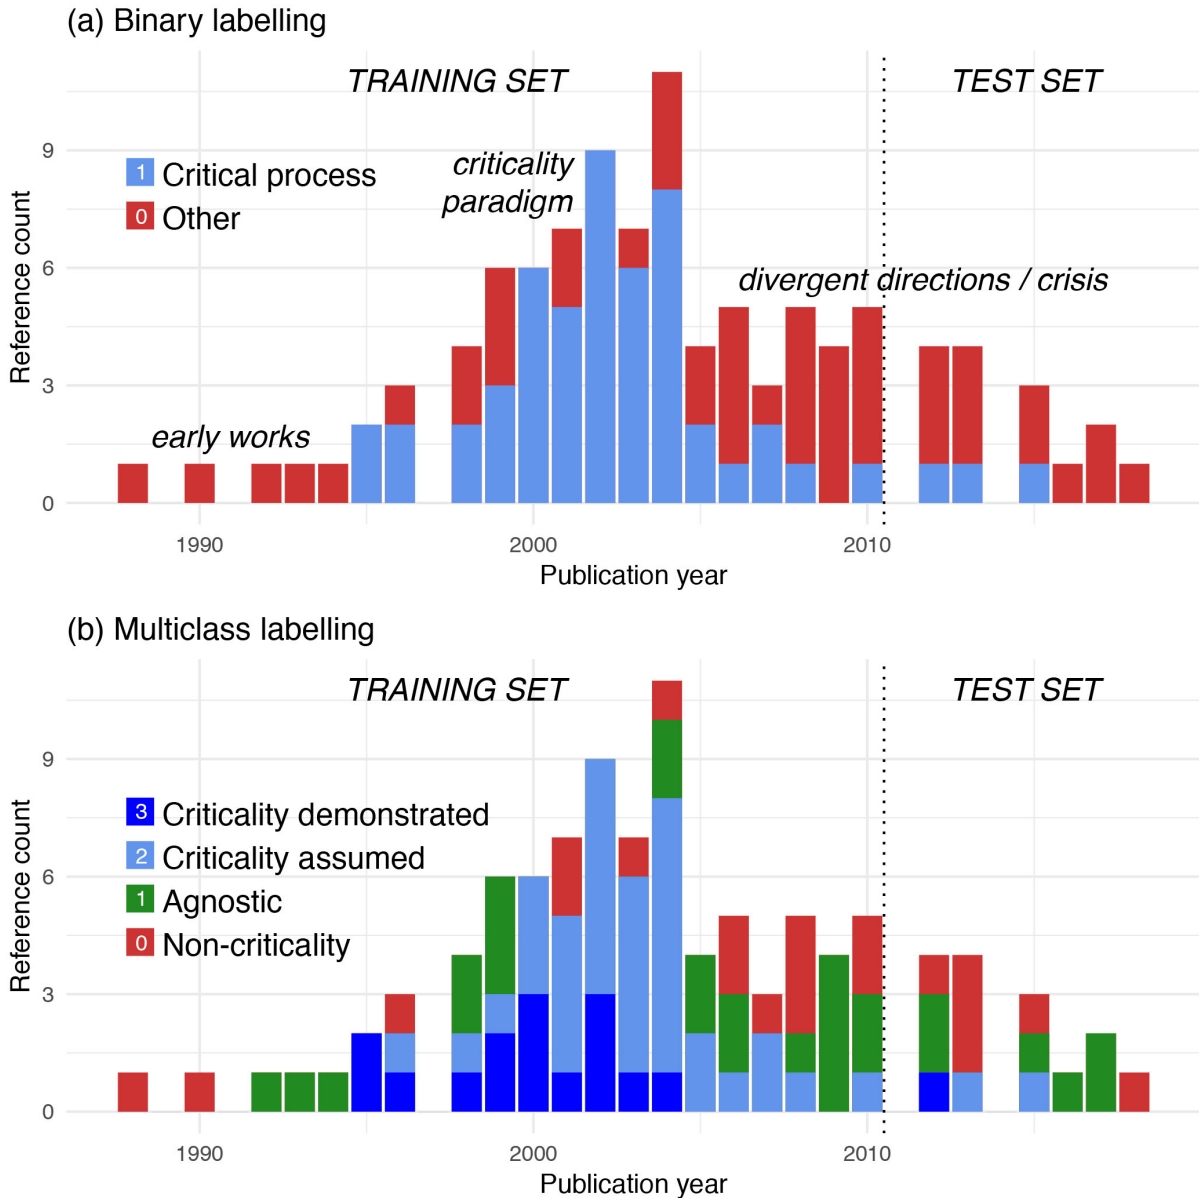 (a) Binary labelling
TRAINING SET
TEST SET
9
criticality
paradigm
1 Critical process
0 Other
6
divergent directions / crisis
3
early works
0
Reference count
1990
2000
2010
Publication year
(b) Multiclass labelling
TRAINING SET
TEST SET
9
3 Criticality demonstrated
2 Criticality assumed
1 Agnostic
0 Non-criticality
6
3
0
Reference count
1990
2000
2010
Publication year